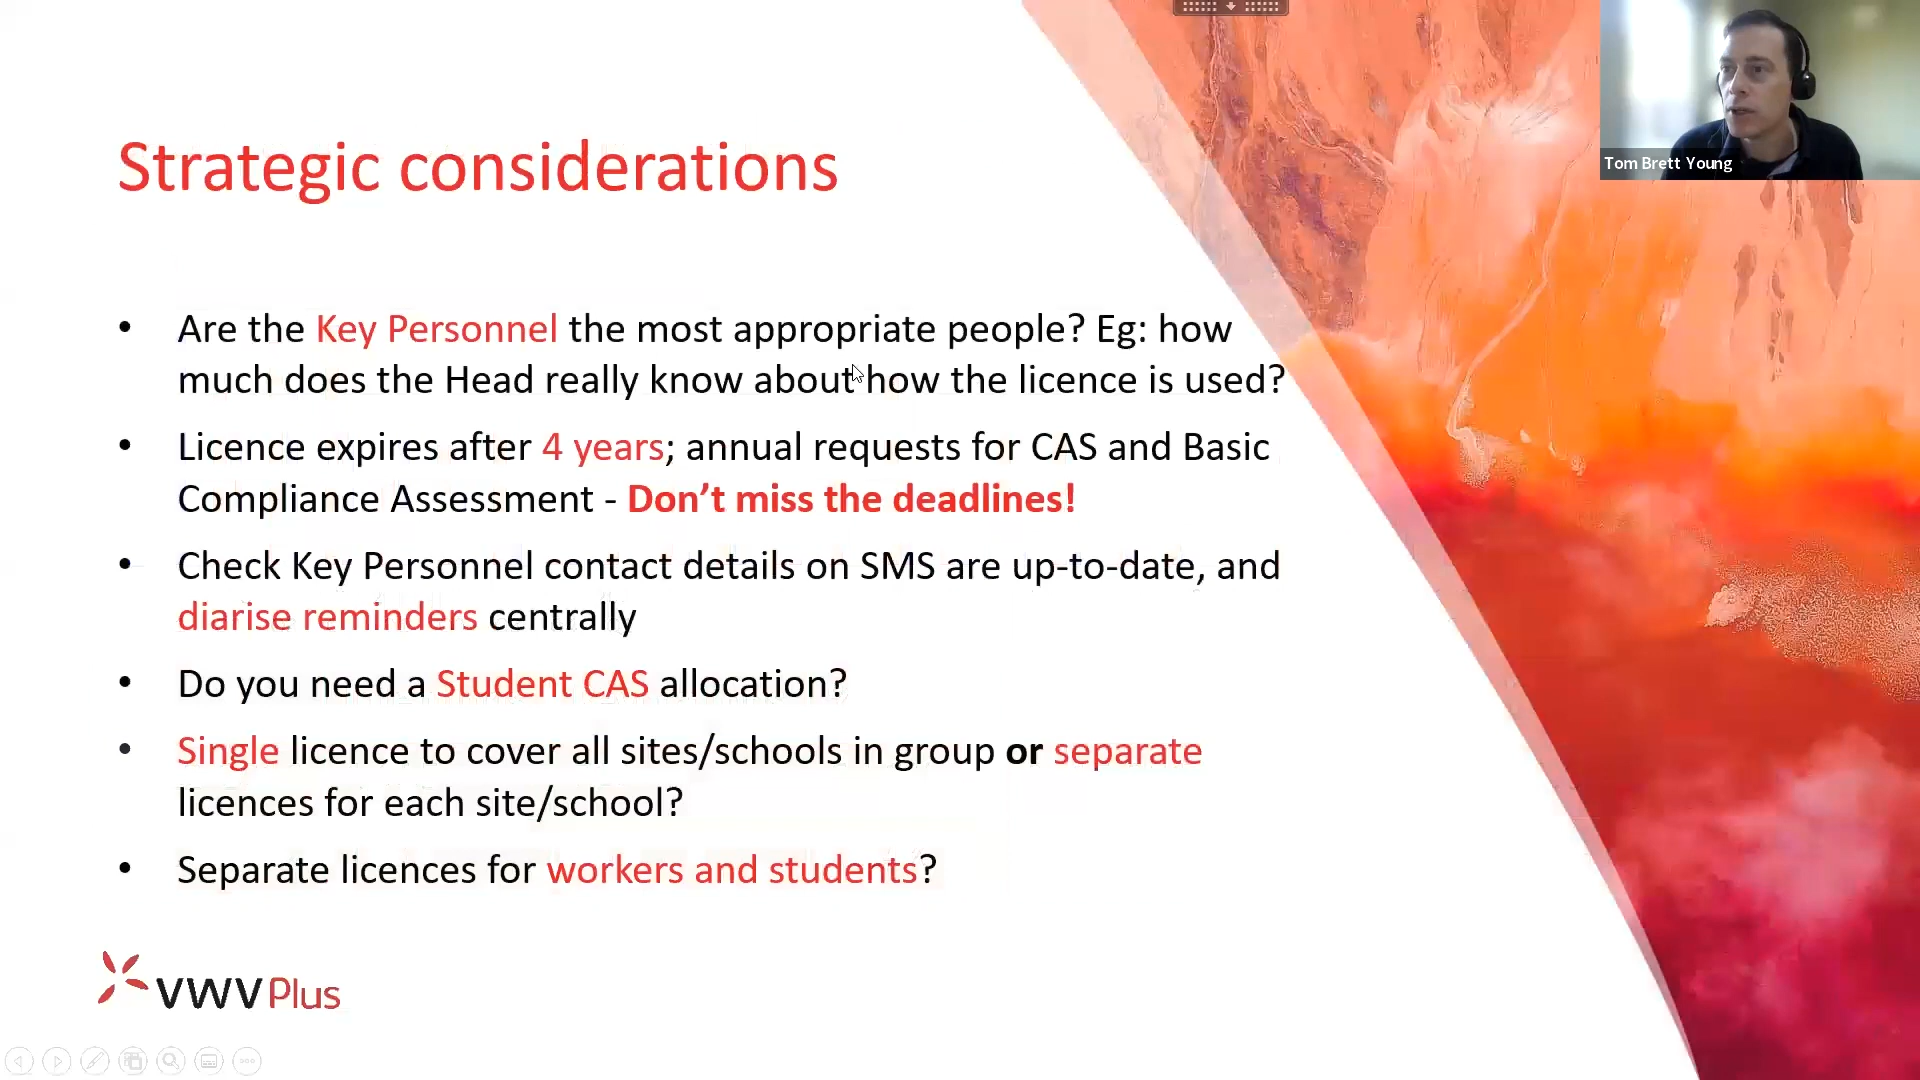 Tom Brett Young
Strategic considerations
• Are the Key Personnel the most appropriate people? Eg: how
much does the Head really know about how the licence is used?
• Licence expires after 4 years; annual requests for CAS and Basic
Compliance Assessment - Don’t miss the deadlines!
• Check Key Personnel contact details on SMS are up-to-date, and
diarise reminders centrally
• Do you need a Student CAS allocation?
• Single licence to cover all sites/schools in group or separate
licences for each site/school?
• Separate licences for workers and students?
VWV Plus